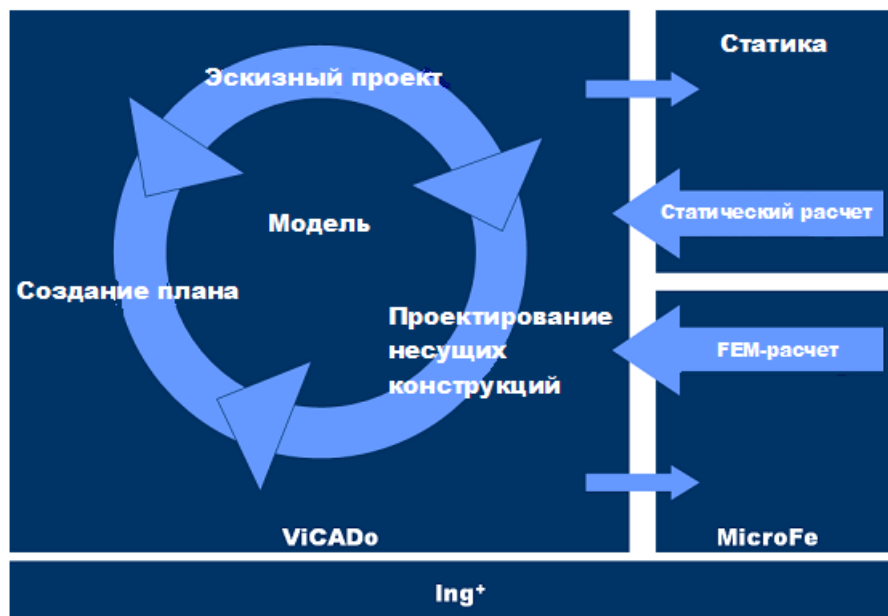 Эскизный проект
Модель
Создание плана
Проектирование
несущих
конструкций
ViCADo
Статика
Статический расчет
FEM-расчет
MicroFe
Ing⁺